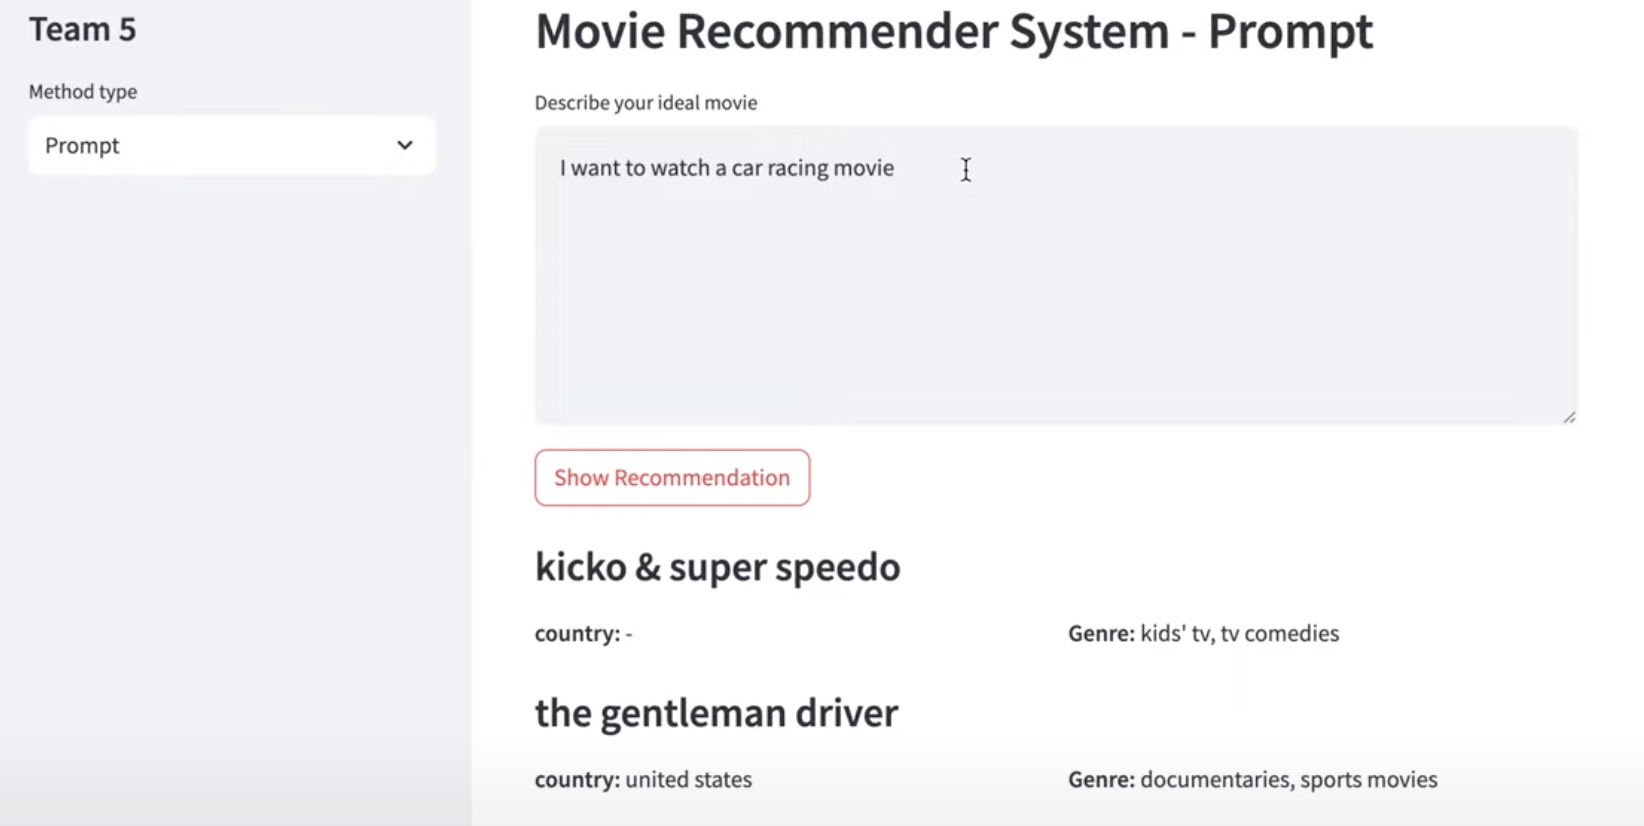 Team 5
Method type
Prompt
Movie Recommender System - Prompt
Describe your ideal movie
I want to watch a car racing movie
Show Recommendation
kicko & super speedo
country: -
Genre: kids' tv, tv comedies
the gentleman driver
country: united states
Genre: documentaries, sports movies